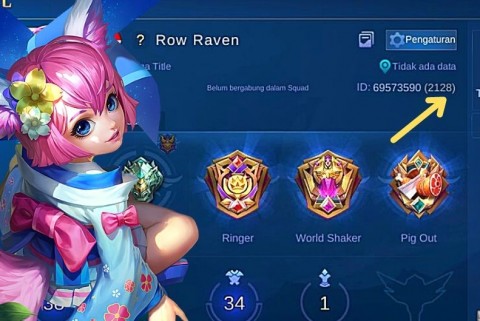 ? Row Raven
Pengaturan
Title
Tidak ada data
Belum bergabung dalam Squad
ID: 69573590 (2128)
Ringer
World Shaker
Pig Out
34
1